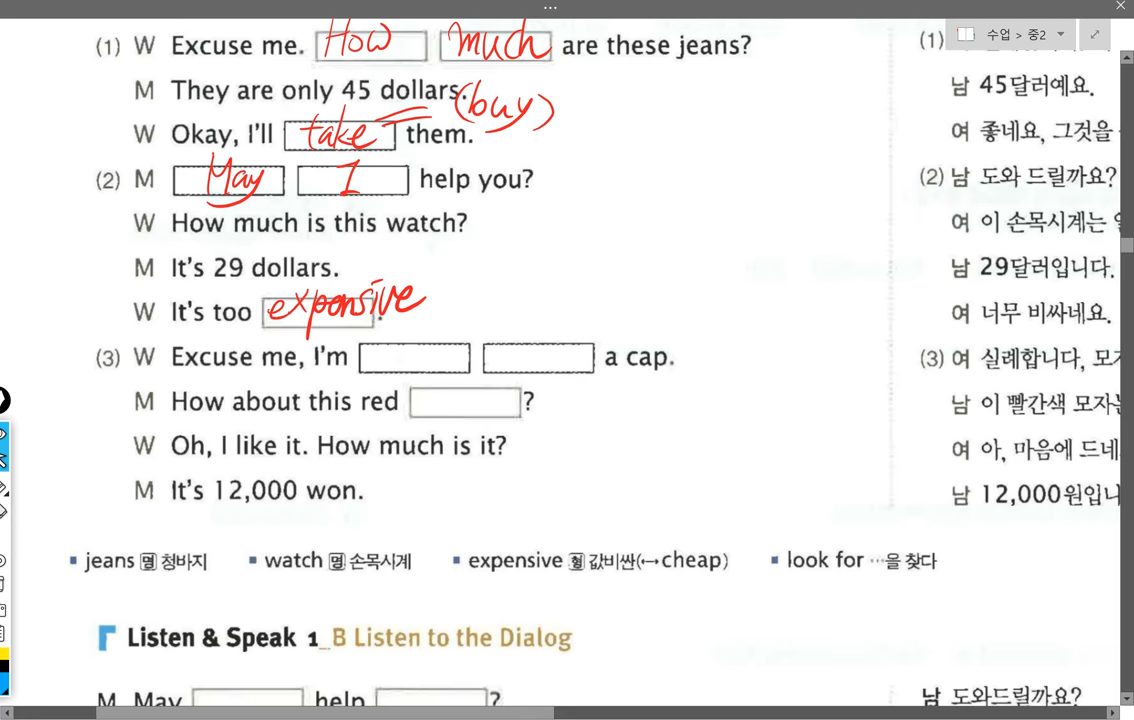 수업 > 중2
(1) W Excuse me. How much are these jeans?
M They are only 45 dollars.
(buy)
W Okay, I'll take them.
(2) M May I help you?
W How much is this watch?
M It's 29 dollars.
W It's too expensive.
(3) W Excuse me, I'm a cap.
M How about this red ?
W Oh, I like it. How much is it?
M It's 12,000 won.
(1)
남 45달러예요.
여 좋네요, 그것을
(2) 남 도와 드릴까요?
여 이 손목시계는
남 29달러입니다.
여 너무 비싸네요.
(3) 여 실례합니다,
남 이 빨간색 모자는
여 아, 마음에 드네
남 12,000원입니
▪ jeans 명 청바지 ▪ watch 명 손목시계 ▪ expensive 형 값비싼(↔cheap) ▪ look for …을 찾다
Listen & Speak 1_B Listen to the Dialog
M May help ?
남 도와드릴까요?